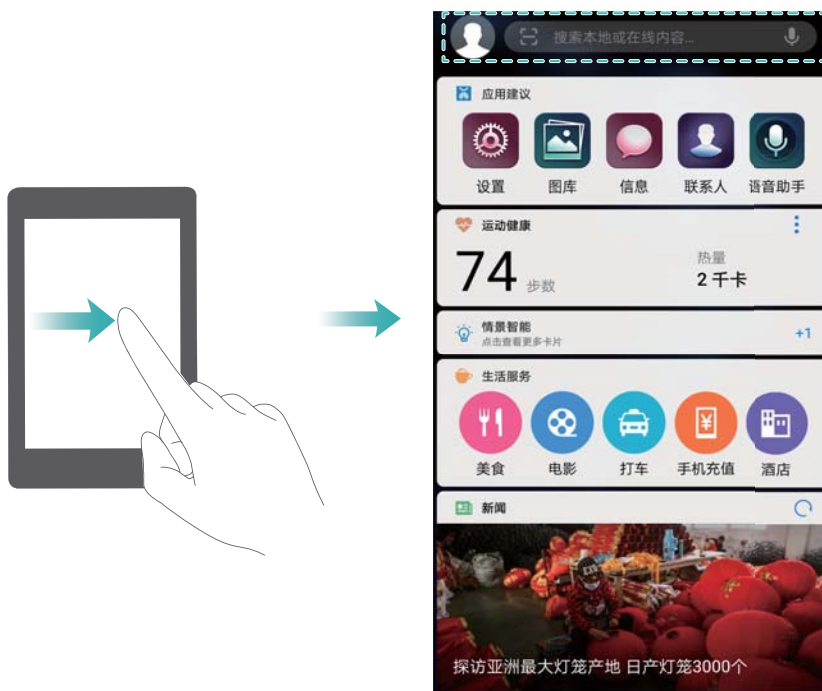 搜索本地或在线内容...
应用建议
设置 图库 信息 联系人 语音助手
运动健康
74 步数
热量
2 千卡
情景智能
点击查看更多卡片
+1
生活服务
美食 电影 打车 手机充值 酒店
新闻
探访亚洲最大灯笼产地 日产灯笼3000个